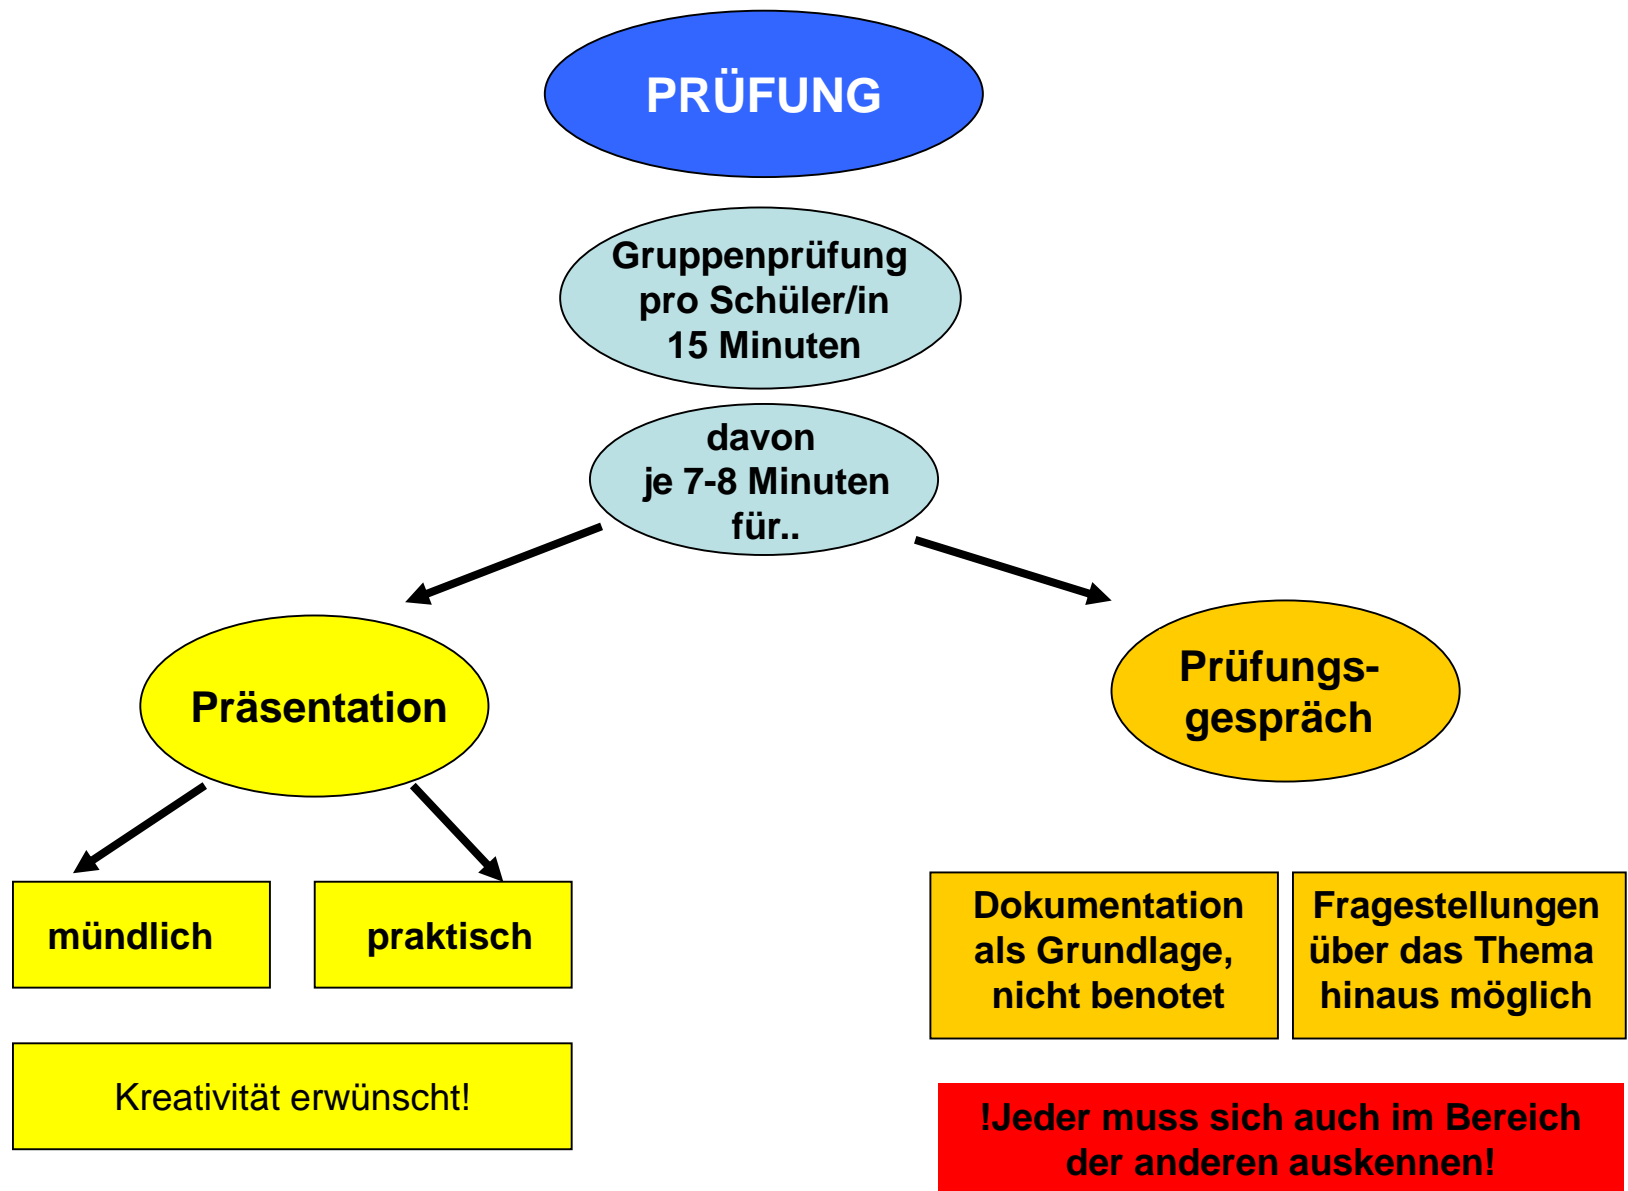 PRÜFUNG
Gruppenprüfung
pro Schüler/in
15 Minuten
davon
je 7-8 Minuten
für..
Präsentation
Prüfungs-
gespräch
mündlich
praktisch
Dokumentation
als Grundlage,
nicht benotet
Fragestellungen
über das Thema
hinaus möglich
Kreativität erwünscht!
!Jeder muss sich auch im Bereich
der anderen auskennen!